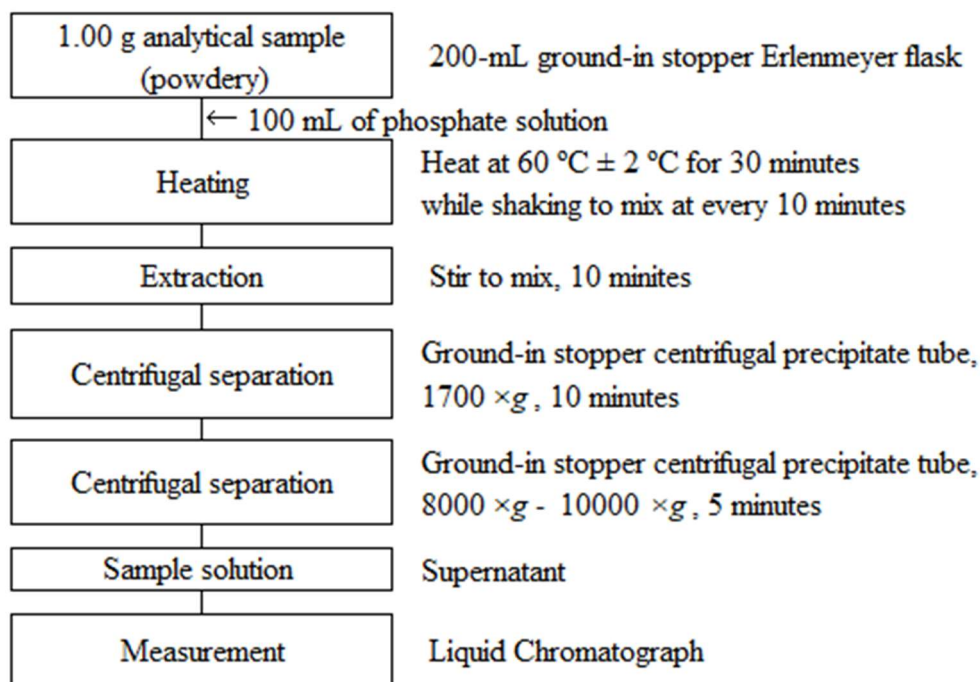 1.00 g analytical sample
(powdery)
200-mL ground-in stopper Erlenmeyer flask
← 100 mL of phosphate solution
Heating
Heat at 60 ºC ± 2 ºC for 30 minutes
while shaking to mix at every 10 minutes
Extraction
Stir to mix, 10 minites
Centrifugal separation
Ground-in stopper centrifugal precipitate tube,
1700 ×g , 10 minutes
Centrifugal separation
Ground-in stopper centrifugal precipitate tube,
8000 ×g - 10000 ×g , 5 minutes
Sample solution
Supernatant
Measurement
Liquid Chromatograph